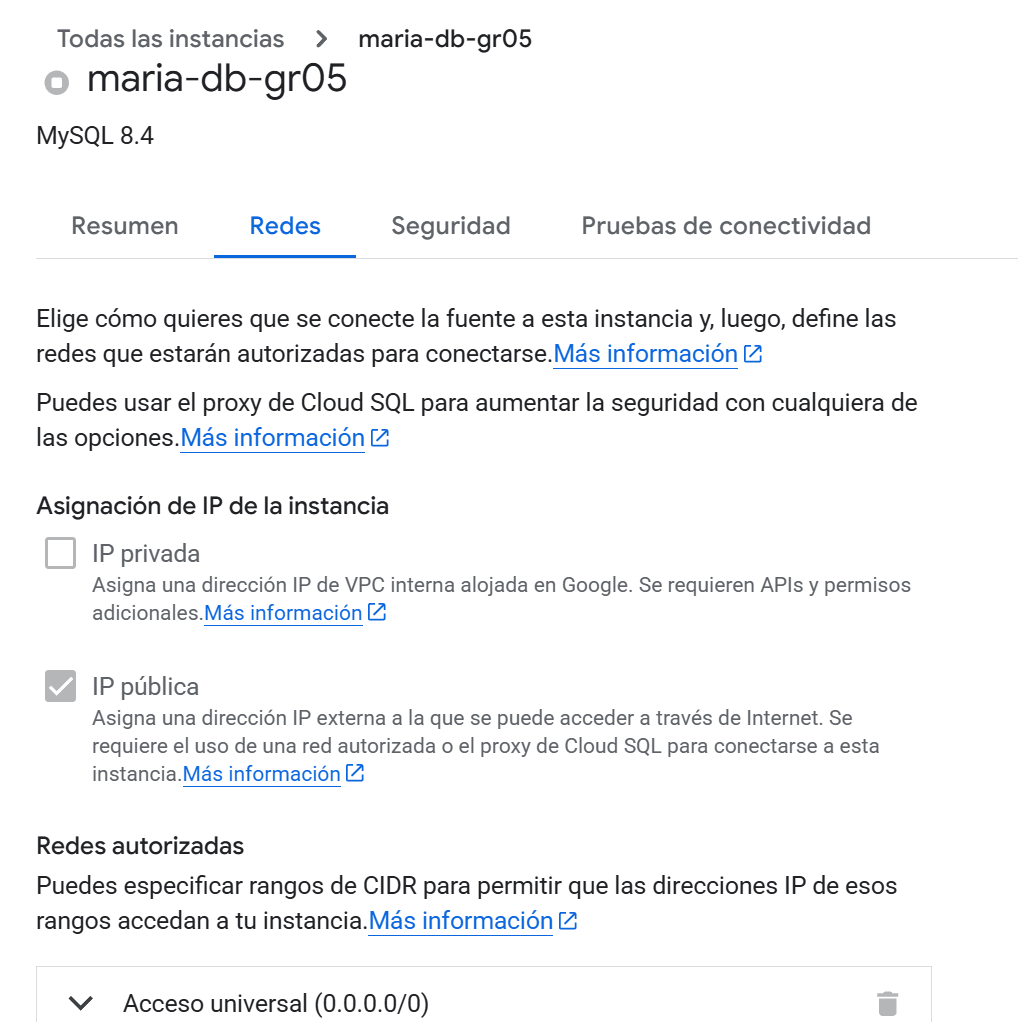 Todas las instancias > maria-db-gr05
maria-db-gr05
MySQL 8.4
Resumen Redes Seguridad Pruebas de conectividad
Elige cómo quieres que se conecte la fuente a esta instancia y, luego, define las
redes que estarán autorizadas para conectarse.Más información
Puedes usar el proxy de Cloud SQL para aumentar la seguridad con cualquiera de
las opciones.Más información
Asignación de IP de la instancia
IP privada
Asigna una dirección IP de VPC interna alojada en Google. Se requieren APIs y permisos
adicionales.Más información
IP pública
Asigna una dirección IP externa a la que se puede acceder a través de Internet. Se
requiere el uso de una red autorizada o el proxy de Cloud SQL para conectarse a esta
instancia.Más información
Redes autorizadas
Puedes especificar rangos de CIDR para permitir que las direcciones IP de esos
rangos accedan a tu instancia.Más información
Acceso universal (0.0.0.0/0)